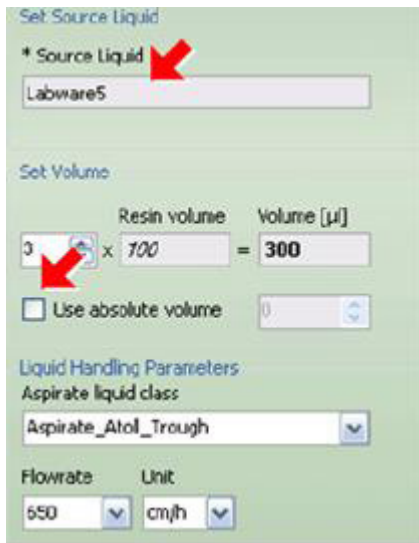 Set Source Liquid
* Source Liquid
Labware5
Set Volume
Resin volume Volume [µl]
3 x 100 = 300
Use absolute volume 0
Liquid Handling Parameters
Aspirate liquid class
Aspirate_Atoll_Trough
Flowrate Unit
650 cm/h